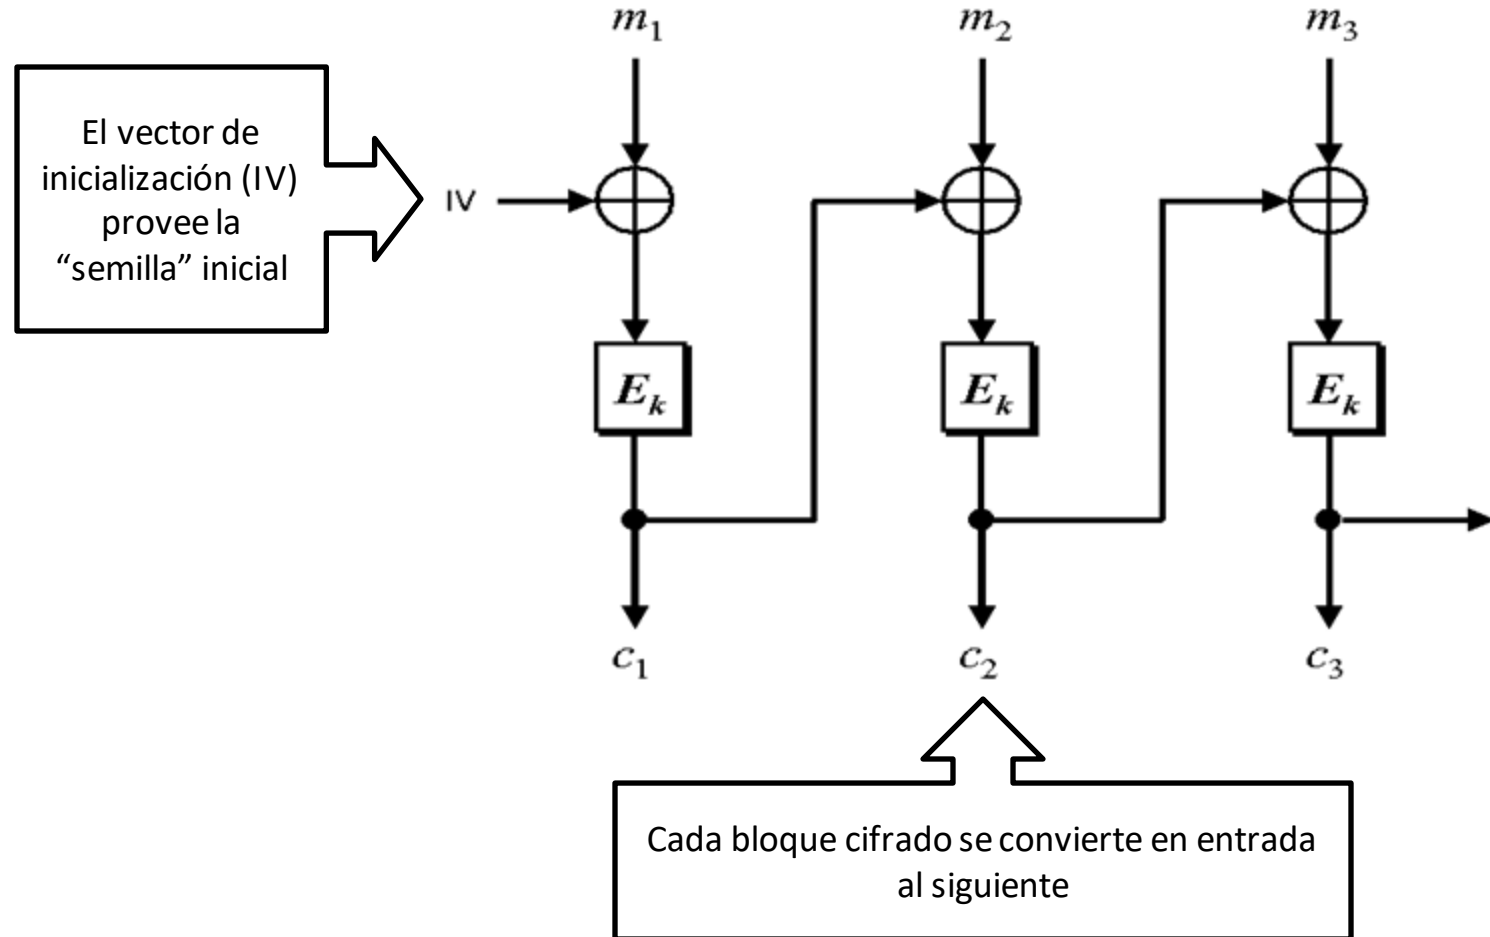 m1 m2 m3
El vector de
inicialización (IV)
provee la
“semilla” inicial
IV
Ek Ek Ek
c1 c2 c3
Cada bloque cifrado se convierte en entrada
al siguiente